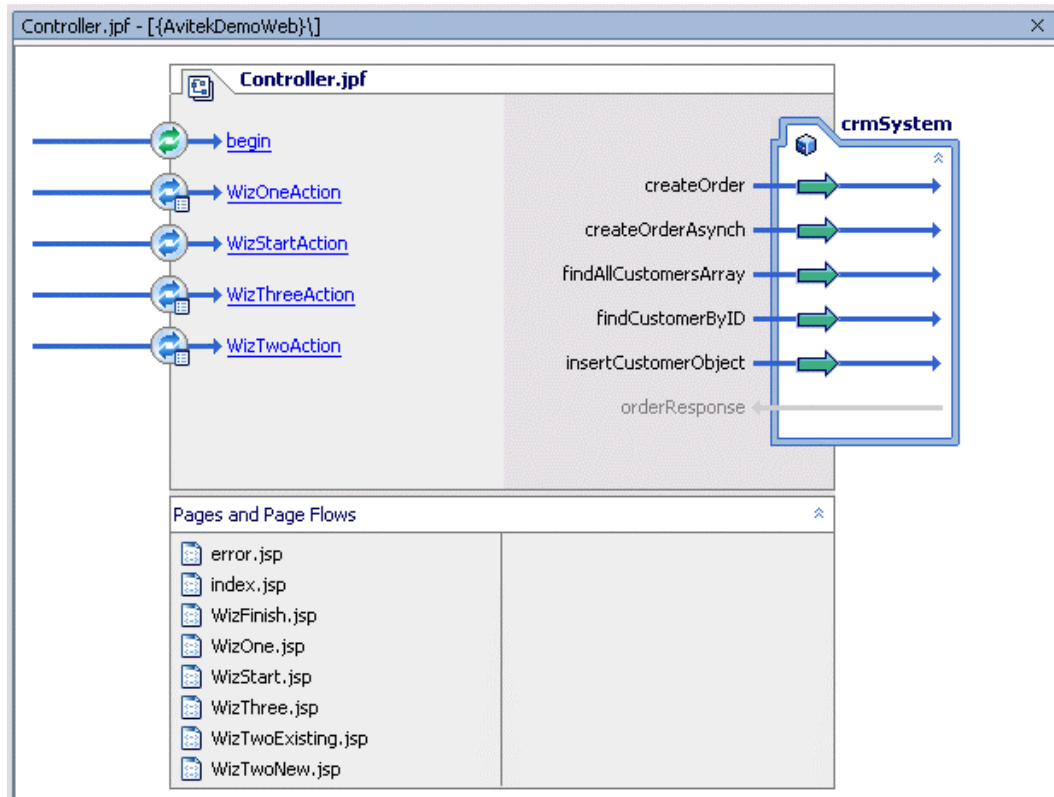 Controller.jpf - [{AvitekDemoWeb}\]
Controller.jpf
begin
WizOneAction
WizStartAction
WizThreeAction
WizTwoAction
crmSystem
createOrder
createOrderAsynch
findAllCustomersArray
findCustomerByID
insertCustomerObject
orderResponse
Pages and Page Flows
error.jsp
index.jsp
WizFinish.jsp
WizOne.jsp
WizStart.jsp
WizThree.jsp
WizTwoExisting.jsp
WizTwoNew.jsp